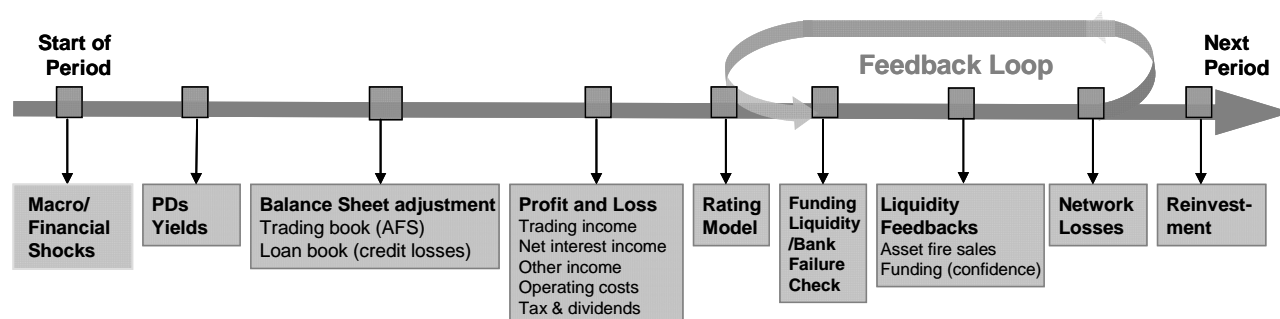 Start of
Period
Feedback Loop
Next
Period
Macro/
Financial
Shocks
PDs
Yields
Balance Sheet adjustment
Trading book (AFS)
Loan book (credit losses)
Profit and Loss
Trading income
Net interest income
Other income
Operating costs
Tax & dividends
Rating
Model
Funding
Liquidity
/Bank
Failure
Check
Liquidity
Feedbacks
Asset fire sales
Funding (confidence)
Network
Losses
Reinvest-
ment